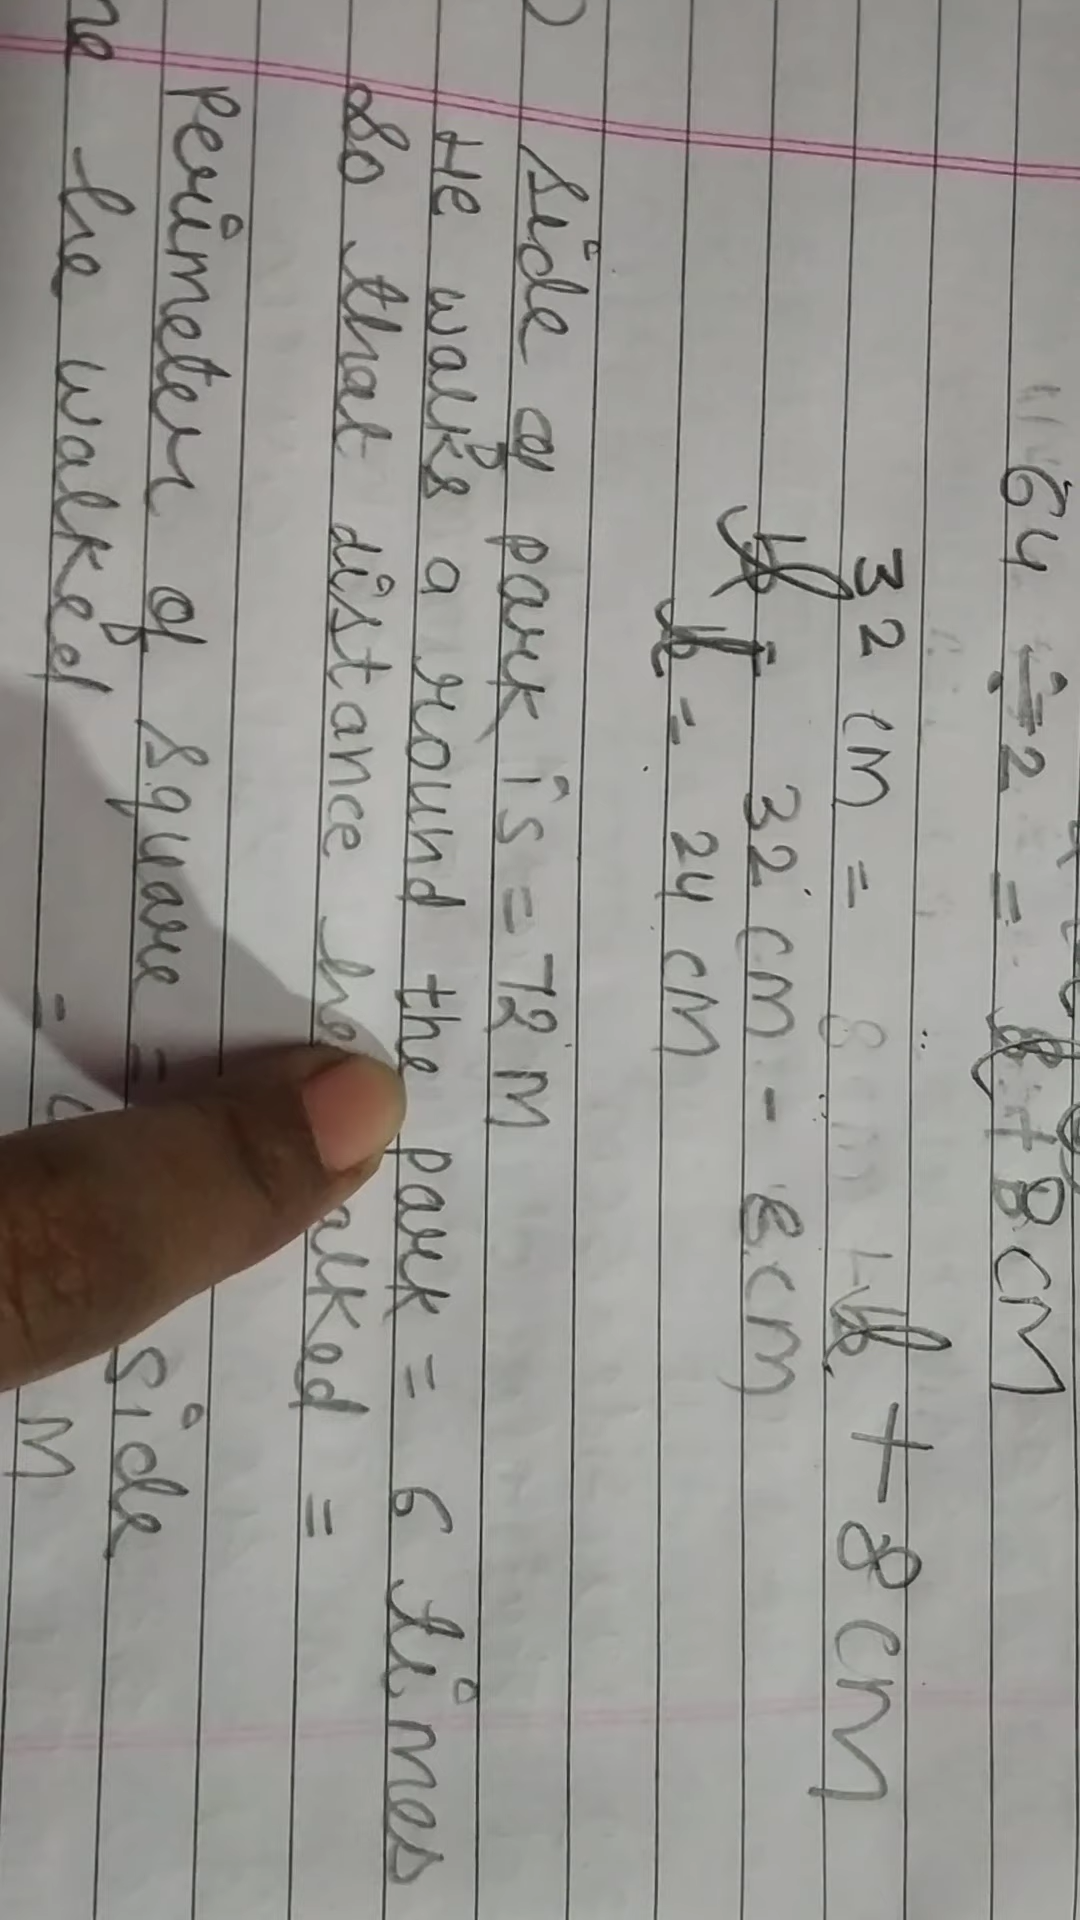 64 ÷ 2 = l + 8 cm
32 cm = l + 8 cm
l = 32 cm - 8 cm
l = 24 cm
Side of park is = 72 M
He walks a round the park = 6 times
So that distance he alked =
Perimeter of square = side
he walked = M